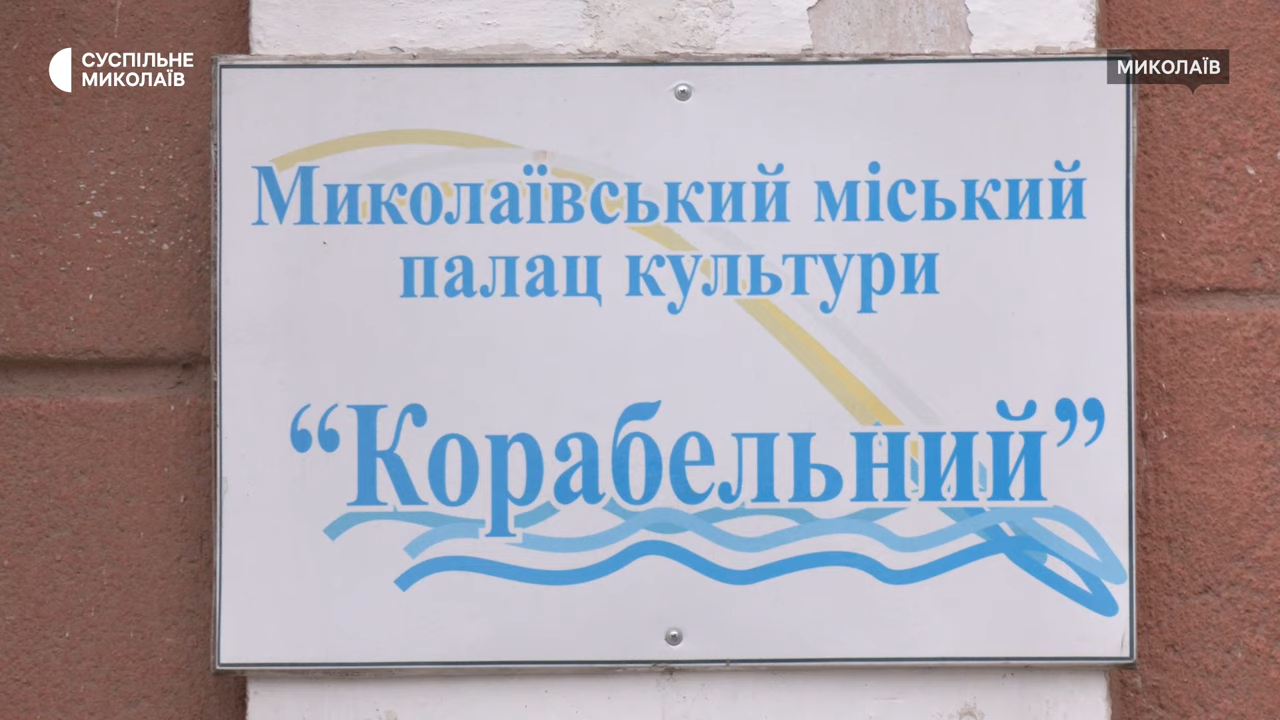 СУСПІЛЬНЕ
МИКОЛАЇВ
МИКОЛАЇВ
Миколаївський міський
палац культури
“Корабельний”